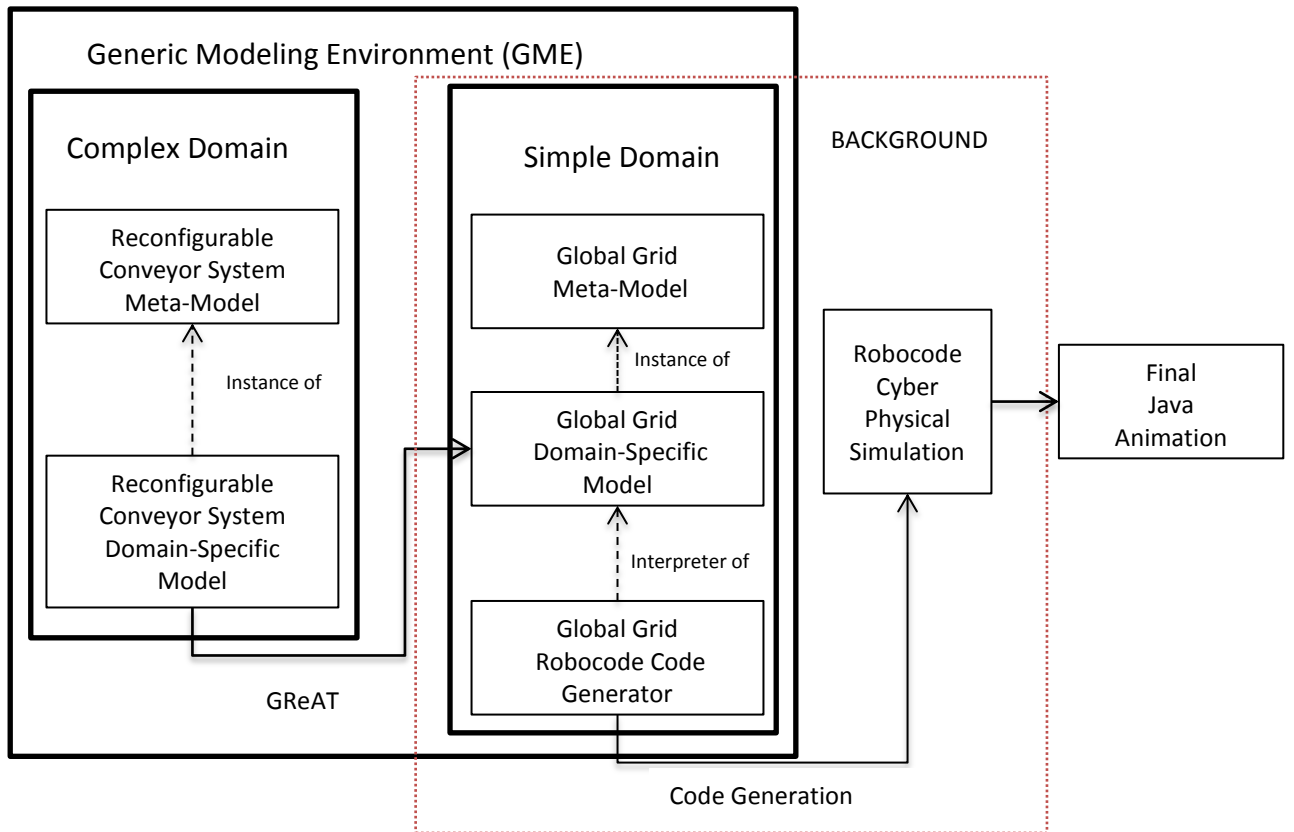 Generic Modeling Environment (GME)
Complex Domain
Reconfigurable
Conveyor System
Meta-Model
Instance of
Reconfigurable
Conveyor System
Domain-Specific
Model
GReAT
Simple Domain
Global Grid
Meta-Model
Instance of
Global Grid
Domain-Specific
Model
Interpreter of
Global Grid
Robocode Code
Generator
Code Generation
BACKGROUND
Robocode
Cyber
Physical
Simulation
Final
Java
Animation